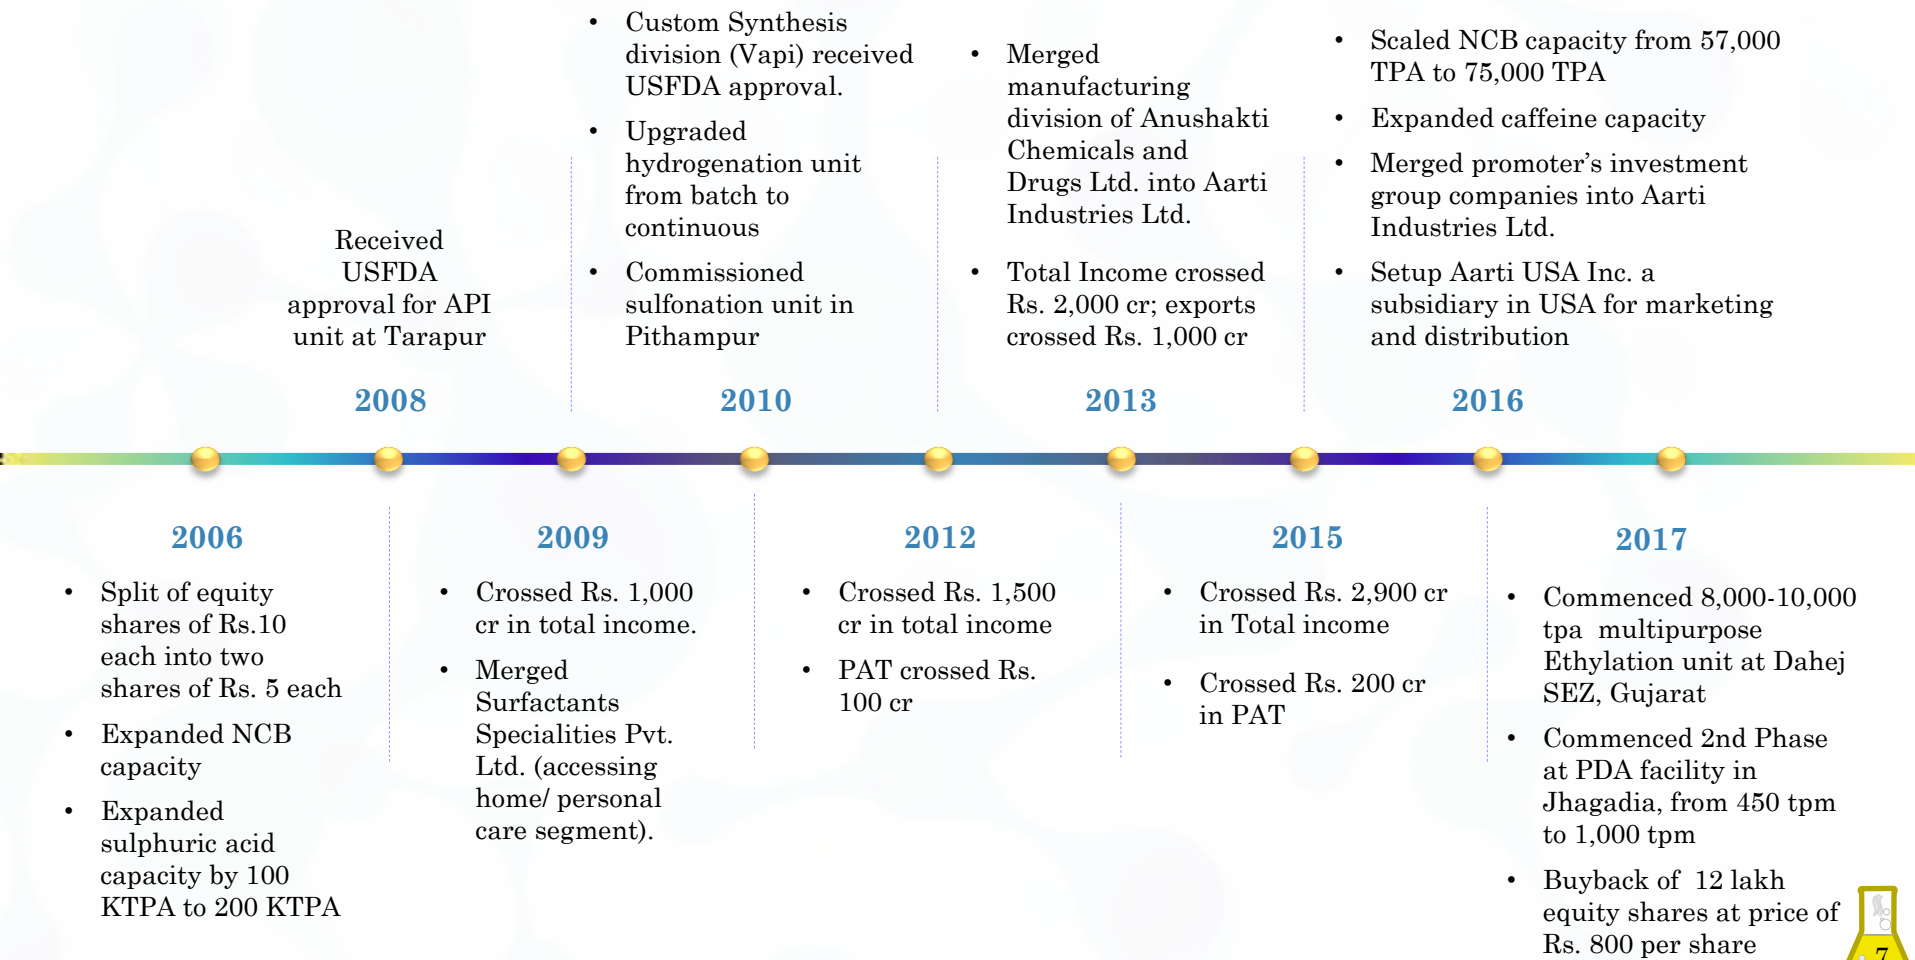 • Custom Synthesis
division (Vapi) received
USFDA approval.
• Upgraded
hydrogenation unit
from batch to
continuous
• Commissioned
sulfonation unit in
Pithampur
• Merged
manufacturing
division of Anushakti
Chemicals and
Drugs Ltd. into Aarti
Industries Ltd.
• Total Income crossed
Rs. 2,000 cr; exports
crossed Rs. 1,000 cr
• Scaled NCB capacity from 57,000
TPA to 75,000 TPA
• Expanded caffeine capacity
• Merged promoter’s investment
group companies into Aarti
Industries Ltd.
• Setup Aarti USA Inc. a
subsidiary in USA for marketing
and distribution
Received
USFDA
approval for API
unit at Tarapur
2008
2010
2013
2016
2006
• Split of equity
shares of Rs.10
each into two
shares of Rs. 5 each
• Expanded NCB
capacity
• Expanded
sulphuric acid
capacity by 100
KTPA to 200 KTPA
2009
• Crossed Rs. 1,000
cr in total income.
• Merged
Surfactants
Specialities Pvt.
Ltd. (accessing
home/ personal
care segment).
2012
• Crossed Rs. 1,500
cr in total income
• PAT crossed Rs.
100 cr
2015
• Crossed Rs. 2,900 cr
in Total income
• Crossed Rs. 200 cr
in PAT
2017
• Commenced 8,000-10,000
tpa multipurpose
Ethylation unit at Dahej
SEZ, Gujarat
• Commenced 2nd Phase
at PDA facility in
Jhagadia, from 450 tpm
to 1,000 tpm
• Buyback of 12 lakh
equity shares at price of
Rs. 800 per share
7